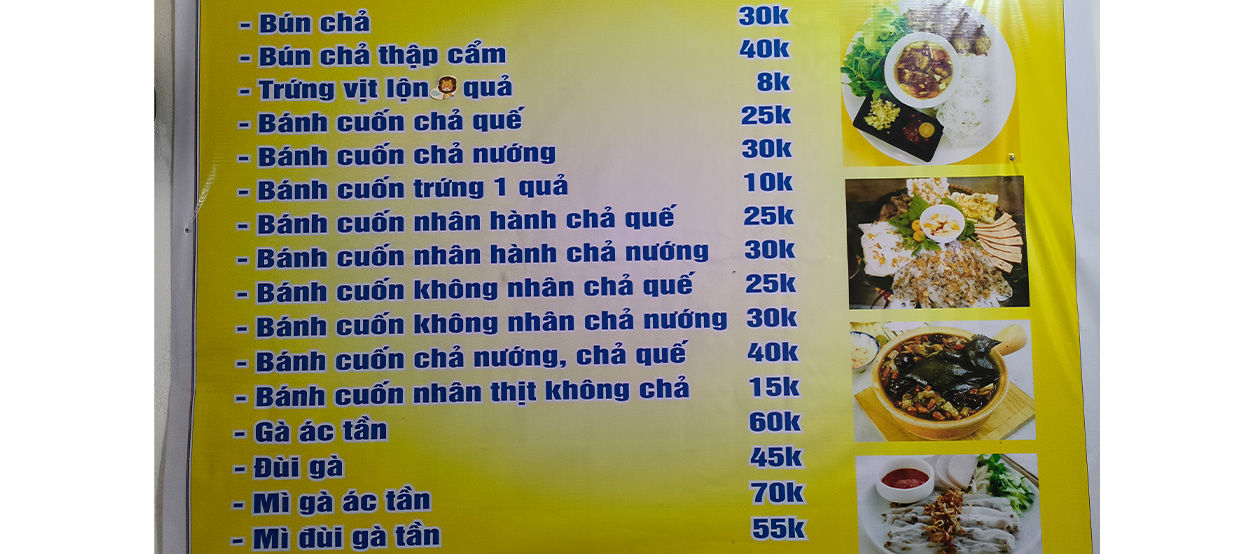 - Bún chả 30k
- Bún chả thập cẩm 40k
- Trứng vịt lộn quả 8k
- Bánh cuốn chả quế 25k
- Bánh cuốn chả nướng 30k
- Bánh cuốn trứng 1 quả 10k
- Bánh cuốn nhân hành chả quế 25k
- Bánh cuốn nhân hành chả nướng 30k
- Bánh cuốn không nhân chả quế 25k
- Bánh cuốn không nhân chả nướng 30k
- Bánh cuốn chả nướng, chả quế 40k
- Bánh cuốn nhân thịt không chả 15k
- Gà ác tần 60k
- Đùi gà 45k
- Mì gà ác tần 70k
- Mì đùi gà tần 55k